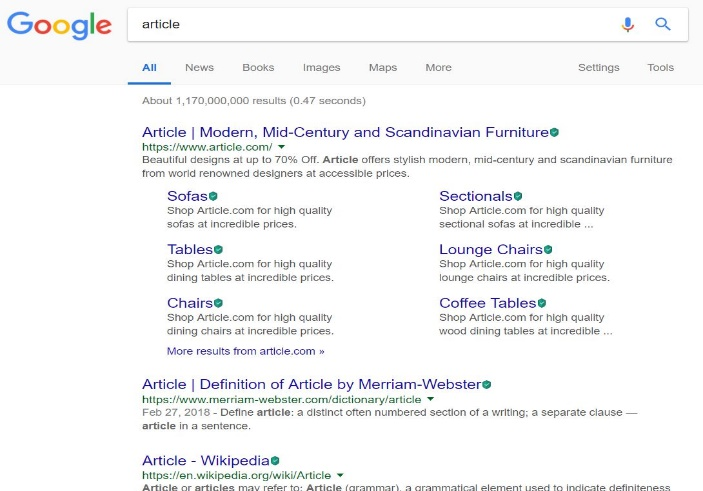 Google
article
All News Books Images Maps More Settings Tools
About 1,170,000,000 results (0.47 seconds)
Article | Modern, Mid-Century and Scandinavian Furniture
https://www.article.com/
Beautiful designs at up to 70% Off. Article offers stylish modern, mid-century and scandinavian furniture
from world renowned designers at accessible prices.
Sofas
Shop Article.com for high quality
sofas at incredible prices.
Sectionals
Shop Article.com for high quality
sectional sofas at incredible ...
Tables
Shop Article.com for high quality
dining tables at incredible prices.
Lounge Chairs
Shop Article.com for high quality
lounge chairs at incredible prices.
Chairs
Shop Article.com for high quality
dining chairs at incredible prices.
Coffee Tables
Shop Article.com for high quality
wood dining tables at incredible ...
More results from article.com »
Article | Definition of Article by Merriam-Webster
https://www.merriam-webster.com/dictionary/article
Feb 27, 2018 - Define article: a distinct often numbered section of a writing; a separate clause —
article in a sentence.
Article - Wikipedia
https://en.wikipedia.org/wiki/Article
Article or articles may refer to: Article (grammar), a grammatical element used to indicate definiteness